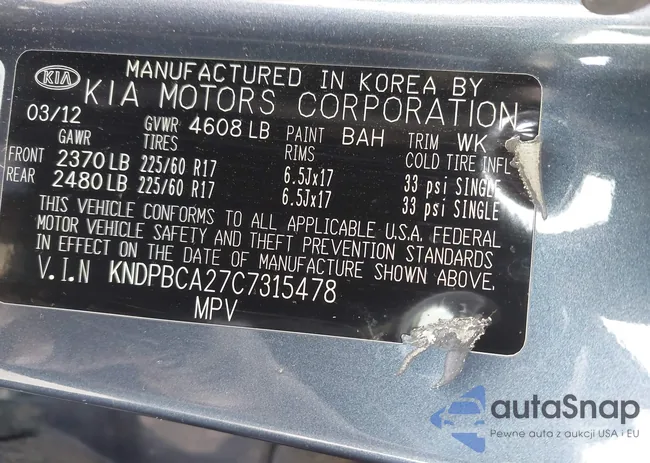 KIA MANUFACTURED IN KOREA BY
KIA MOTORS CORPORATION
03/12 GVWR 4608 LB PAINT BAH TRIM WK
GAWR TIRES RIMS COLD TIRE INFL
FRONT 2370 LB 225/60 R17 6.5Jx17 33 psi SINGLE
REAR 2480 LB 225/60 R17 6.5Jx17 33 psi SINGLE
THIS VEHICLE CONFORMS TO ALL APPLICABLE U.S.A. FEDERAL
MOTOR VEHICLE SAFETY AND THEFT PREVENTION STANDARDS
IN EFFECT ON THE DATE OF MANUFACTURE SHOWN ABOVE.
V.I.N KNDPBCA27C7315478
MPV
autaSnap
Pewne auta z aukcji USA i EU